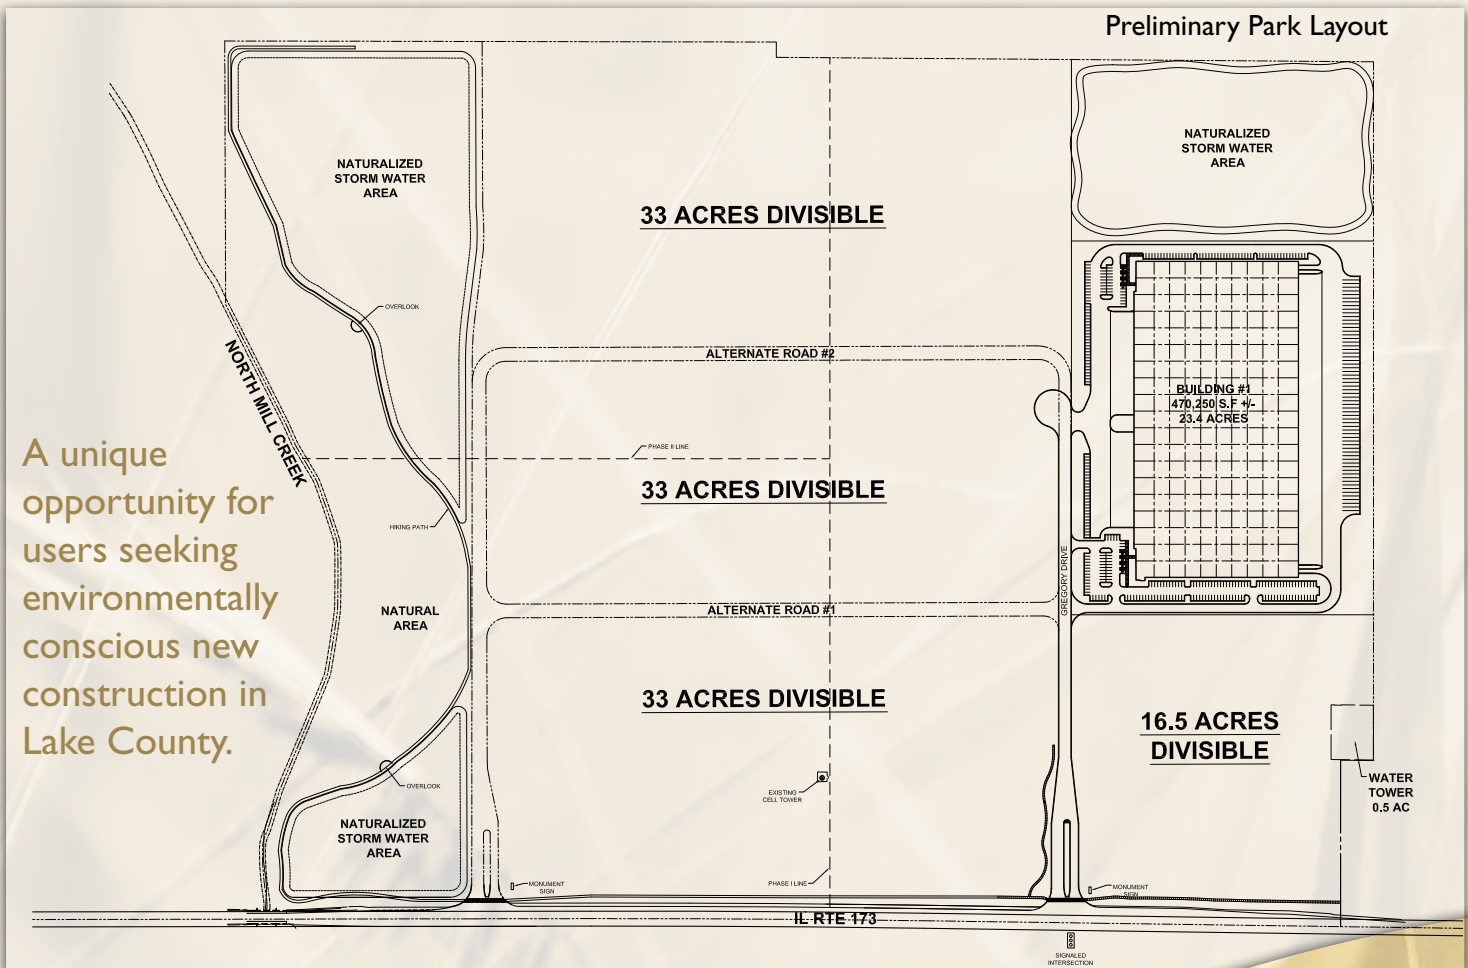 Preliminary Park Layout
NATURALIZED
STORM WATER
AREA
NATURALIZED
STORM WATER
AREA
33 ACRES DIVISIBLE
OVERLOOK
NORTH MILL CREEK
ALTERNATE ROAD #2
BUILDING #1
470,250 S.F +/-
23.4 ACRES
A unique
opportunity for
users seeking
environmentally
conscious new
construction in
Lake County.
PHASE II LINE
33 ACRES DIVISIBLE
HIKING PATH
GREGORY DRIVE
NATURAL
AREA
ALTERNATE ROAD #1
33 ACRES DIVISIBLE
16.5 ACRES
DIVISIBLE
OVERLOOK
EXISTING
CELL TOWER
WATER
TOWER
0.5 AC
NATURALIZED
STORM WATER
AREA
MONUMENT
SIGN
PHASE I LINE
MONUMENT
SIGN
IL RTE 173
SIGNALED
INTERSECTION